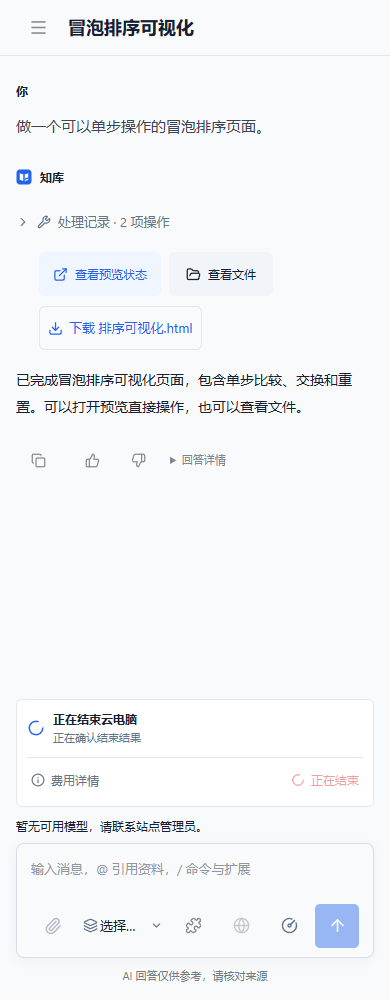 冒泡排序可视化
你
做一个可以单步操作的冒泡排序页面。
知库
处理记录 · 2 项操作
查看预览状态
查看文件
下载 排序可视化.html
已完成冒泡排序可视化页面，包含单步比较、交换和重
置。可以打开预览直接操作，也可以查看文件。
回答详情
正在结束云电脑
正在确认结束结果
费用详情
正在结束
暂无可用模型，请联系站点管理员。
输入消息，@ 引用资料，/ 命令与扩展
选择...
AI 回答仅供参考，请核对来源